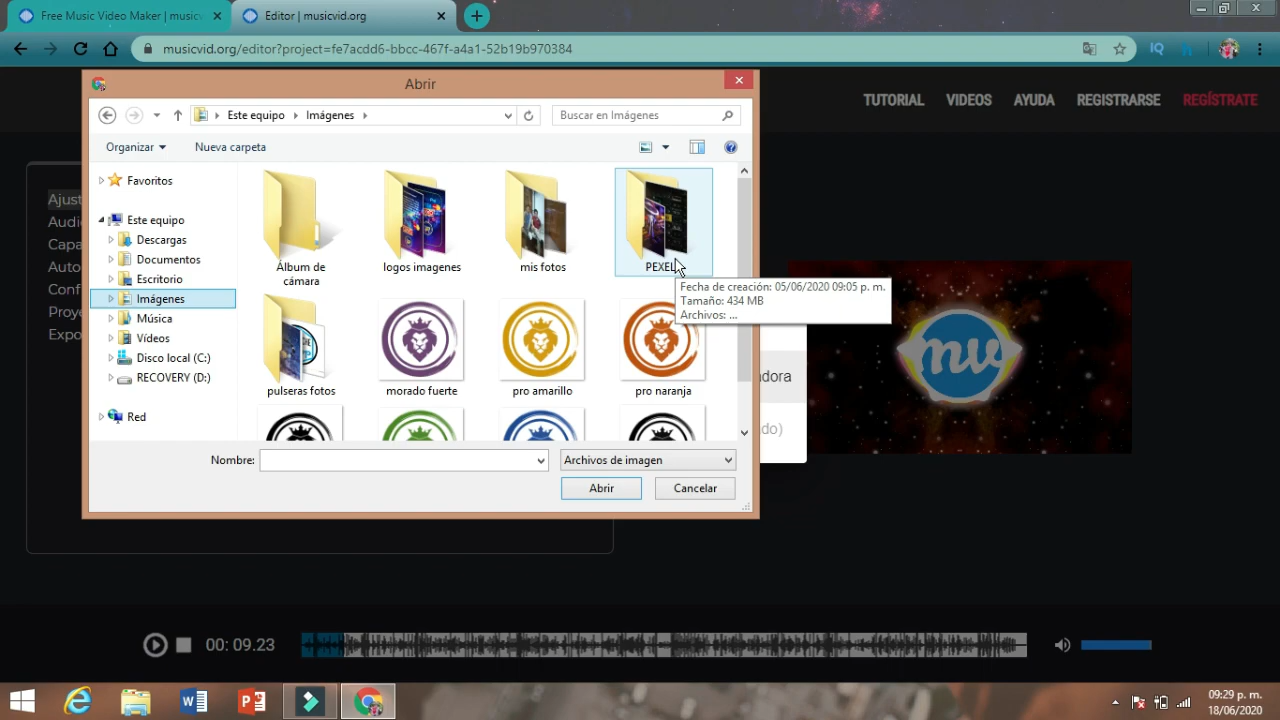 Free Music Video Maker | musicv
Editor | musicvid.org
musicvid.org/editor?project=fe7acdd6-bbcc-467f-a4a1-52b19b970384
Abrir
TUTORIAL VIDEOS AYUDA REGISTRARSE REGÍSTRATE
Este equipo Imágenes
Buscar en Imágenes
Organizar Nueva carpeta
Favoritos
Este equipo
Descargas
Documentos
Escritorio
Imágenes
Música
Vídeos
Disco local (C:)
RECOVERY (D:)
Red
Álbum de
cámara
logos imagenes
mis fotos
PEXEL
Fecha de creación: 05/06/2020 09:05 p. m.
Tamaño: 434 MB
Archivos: ...
pulseras fotos
morado fuerte
pro amarillo
pro naranja
Nombre:
Archivos de imagen
Abrir
Cancelar
Ajust
Audi
Capa
Auto
Conf
Proye
Expo
adora
do)
mv
00: 09.23
09:29 p. m.
18/06/2020